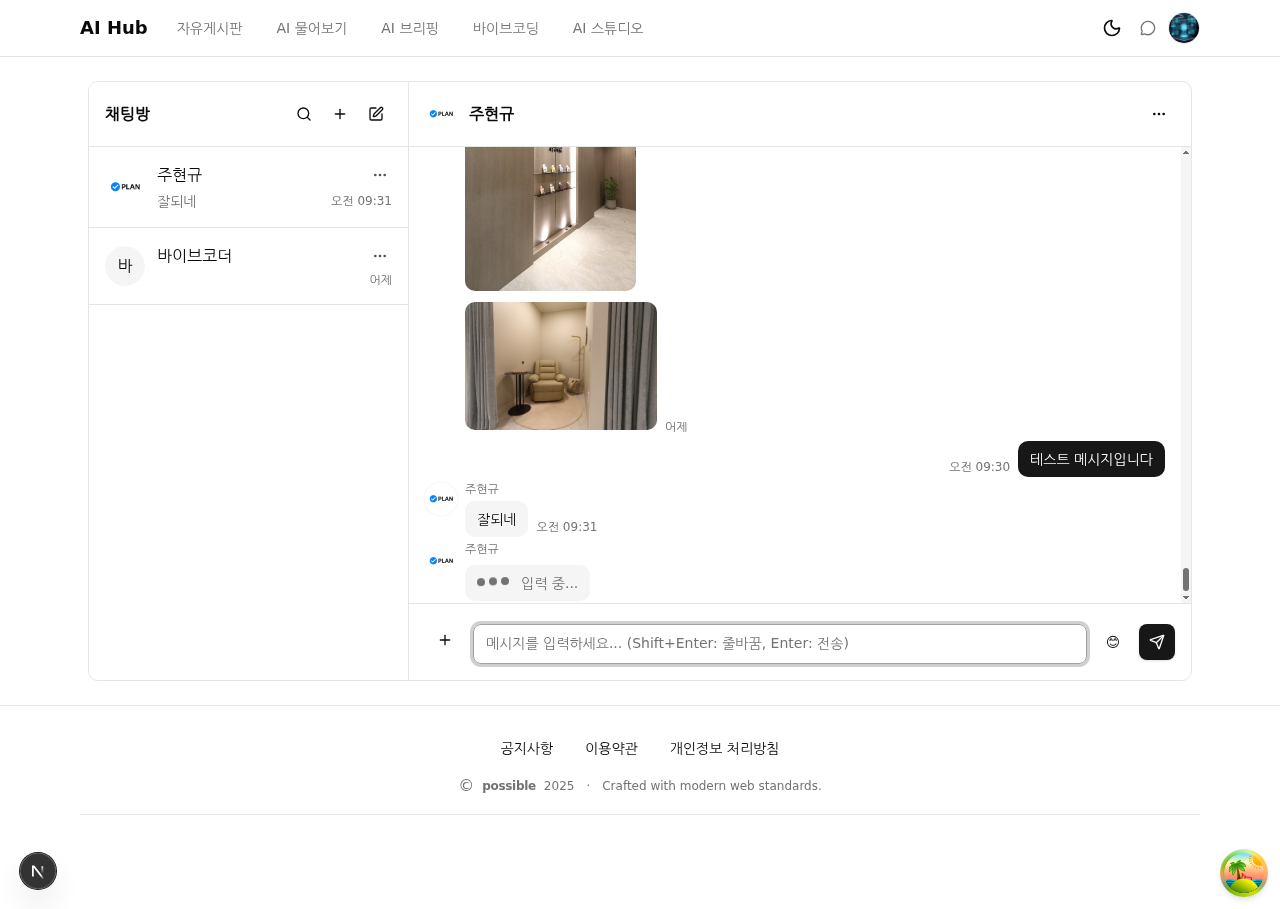 AI Hub
자유게시판
AI 물어보기
AI 브리핑
바이브코딩
AI 스튜디오
채팅방
PLAN
주현규
PLAN
주현규
잘되네
오전 09:31
바
바이브코더
어제
어제
오전 09:30
테스트 메시지입니다
PLAN
주현규
잘되네
오전 09:31
PLAN
주현규
입력 중...
메시지를 입력하세요... (Shift+Enter: 줄바꿈, Enter: 전송)
공지사항
이용약관
개인정보 처리방침
© possible 2025 · Crafted with modern web standards.
N